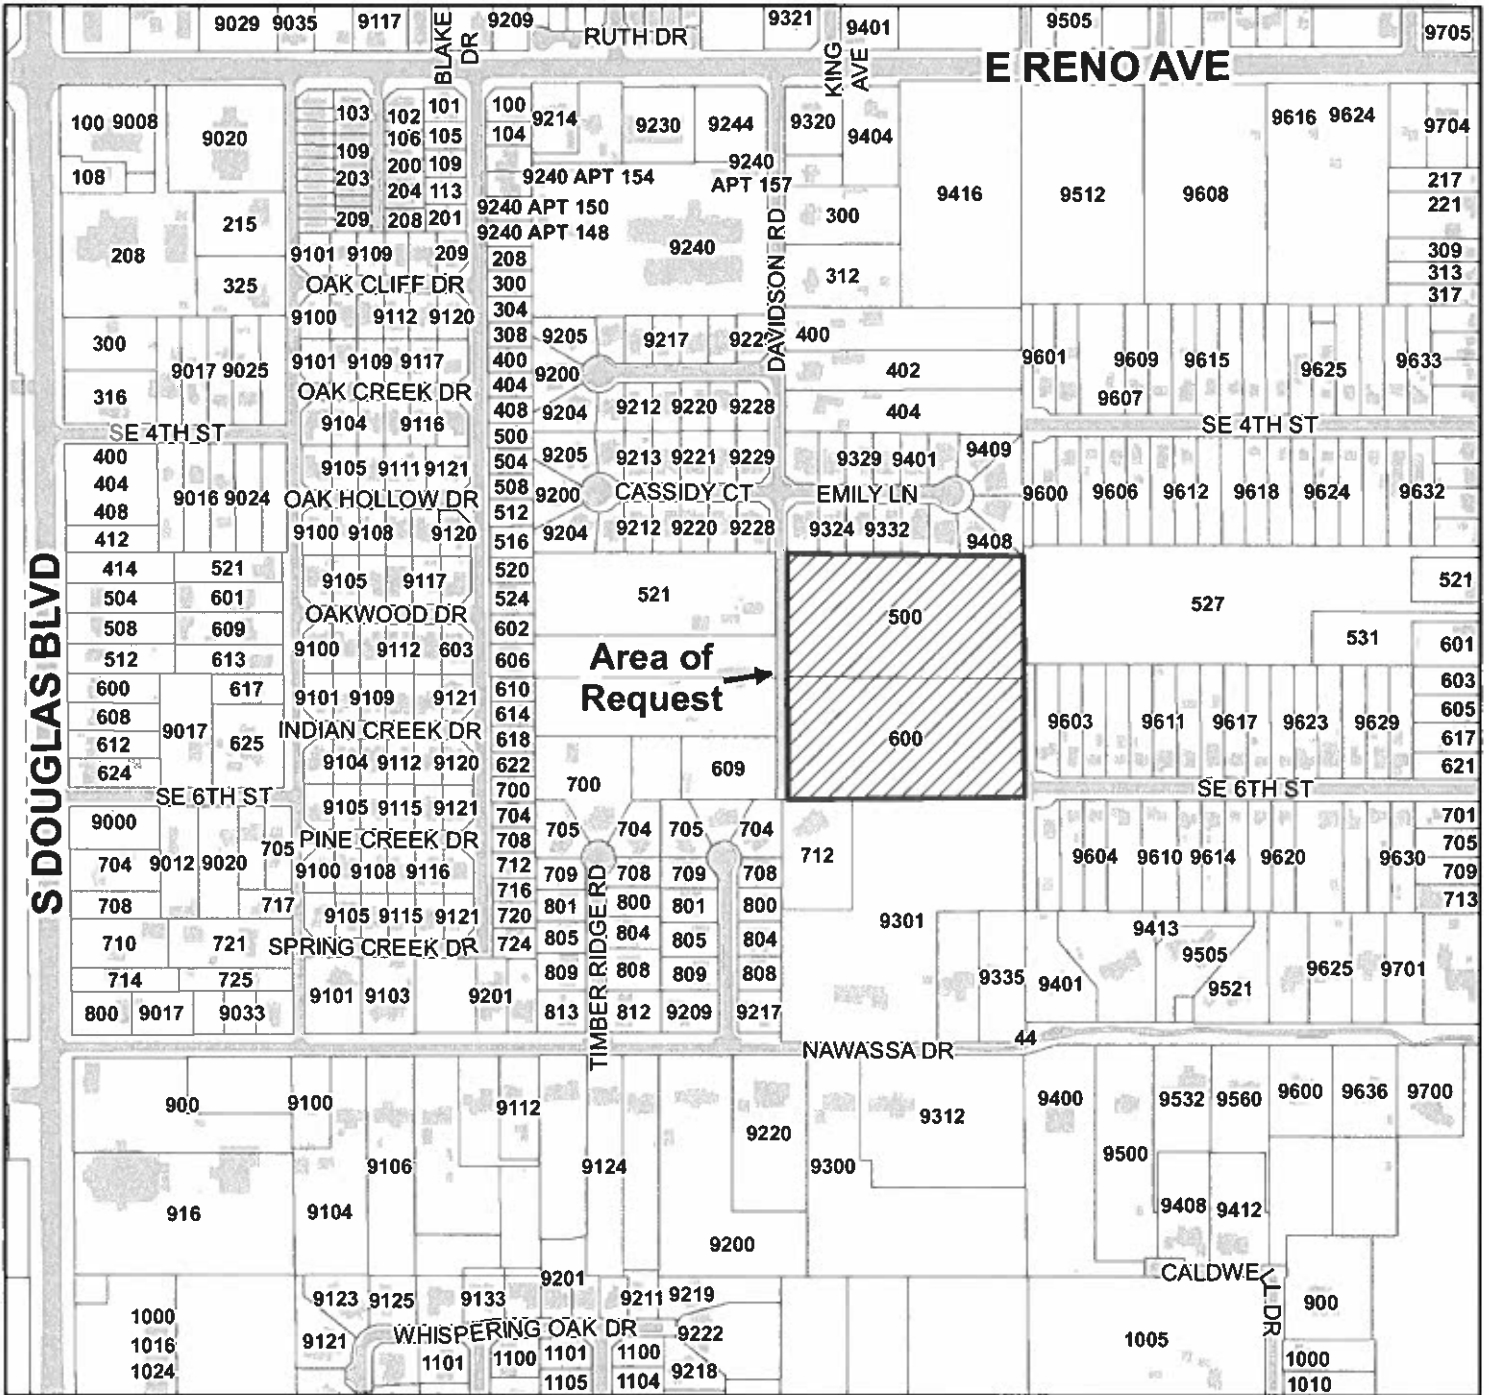 9029 9035 9117 BLAKE DR 9209 RUTH DR 9321 KING AVE 9401 9505 9705
E RENO AVE
100 9008 9020 103 102 101 100 9214 9230 9244 9320 9404 9616 9624 9704
106 105 104
108 109 200 109 9240
203 204 113 9240 APT 154 APT 157 9416 9512 9608 217
209 208 201 9240 APT 150 300 221
215 9240 APT 148 9240 DAVIDSON RD
208 9101 9109 209 208 312 309
325 OAK CLIFF DR 300 313
9100 9112 9120 304 317
300 308 9205 9217 400
9017 9025 9101 9109 9117 400 9200 402 9601 9609 9615 9625 9633
316 OAK CREEK DR 404 9607
9104 9116 408 9204 9212 9220 9228 404
SE 4TH ST 500 SE 4TH ST
400 9105 9111 9121 504 9205 9213 9221 9229 9329 9401 9409
404 9016 9024 OAK HOLLOW DR 508 9200 CASSIDY CT EMILY LN 9600 9606 9612 9618 9624 9632
408 512
412 9100 9108 9120 516 9204 9212 9220 9228 9324 9332 9408
414 521 9105 9117 520 521 521
504 601 OAKWOOD DR 524 500 527
508 609 602 531 601
512 613 9100 9112 603 606 Area of
600 617 9101 9109 9121 610 Request 603
608 9017 625 614 605
612 INDIAN CREEK DR 618 600 9603 9611 9617 9623 9629 617
624 9104 9112 9120 622 700 609 621
S DOUGLAS BLVD
SE 6TH ST 700 SE 6TH ST
9000 9105 9115 9121 704 705 704 705 704 701
705 PINE CREEK DR 708 705
704 9012 9020 9100 9108 9116 712 709 708 709 708 712 9604 9610 9614 9620 9630 709
708 717 716 801 800 801 800 713
9105 9115 9121 720 9301 9413
710 721 SPRING CREEK DR 724 805 804 805 804 9505
714 725 9101 9103 9201 809 808 809 808 9335 9401 9521 9625 9701
800 9017 9033 813 812 9209 9217
TIMBER RIDGE RD
NAWASSA DR 44
900 9100 9112 9220 9312 9400 9532 9560 9600 9636 9700
9106 9124 9300 9500
916 9104 9200 9408 9412
9201 CALDWELL DR
1000 9123 9125 9133 9211 9219 900
1016 9121 WHISPERING OAK DR 9222 1005
1024 1101 1100 1101 1100 9218 1000
1105 1104 1010